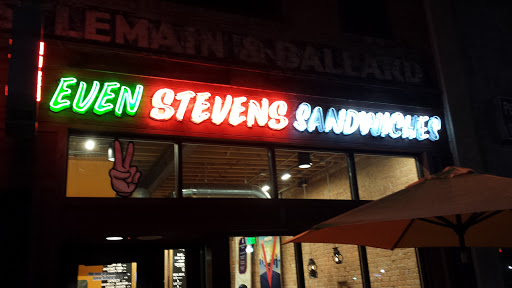 LEMAIN & BALLARD
EVEN STEVENS SANDWICHES